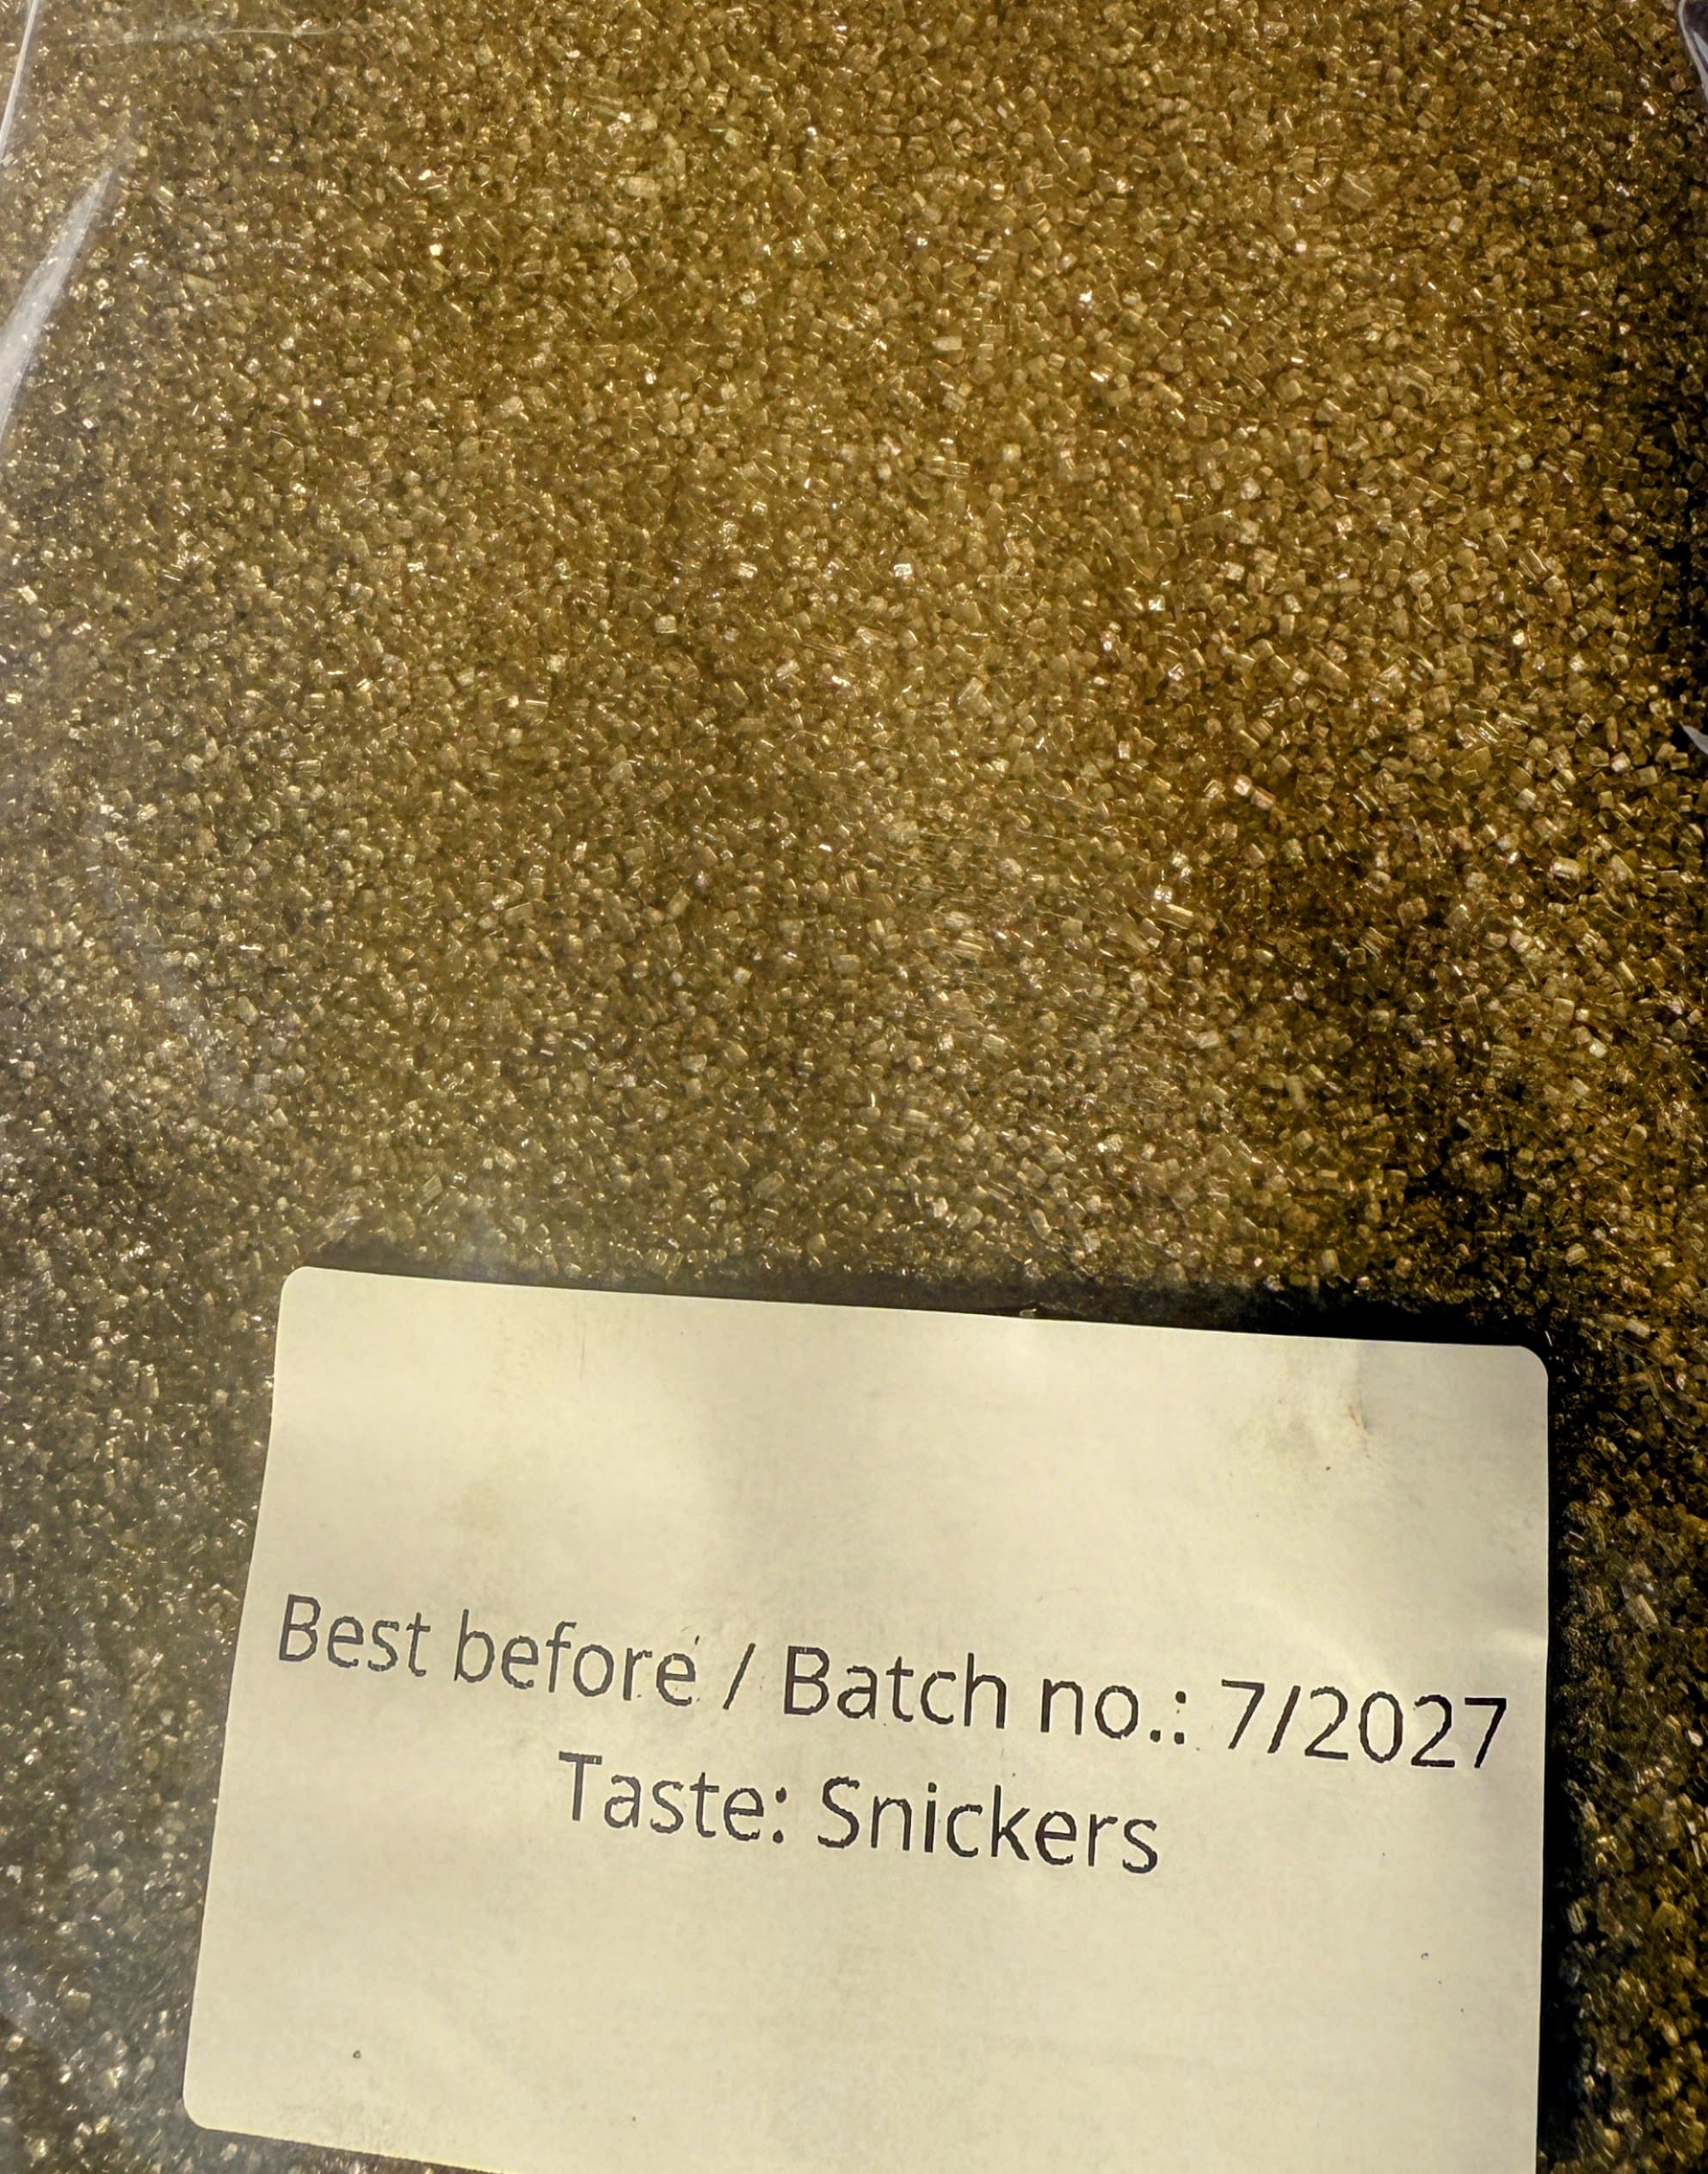 Best before / Batch no.: 7/2027
Taste: Snickers